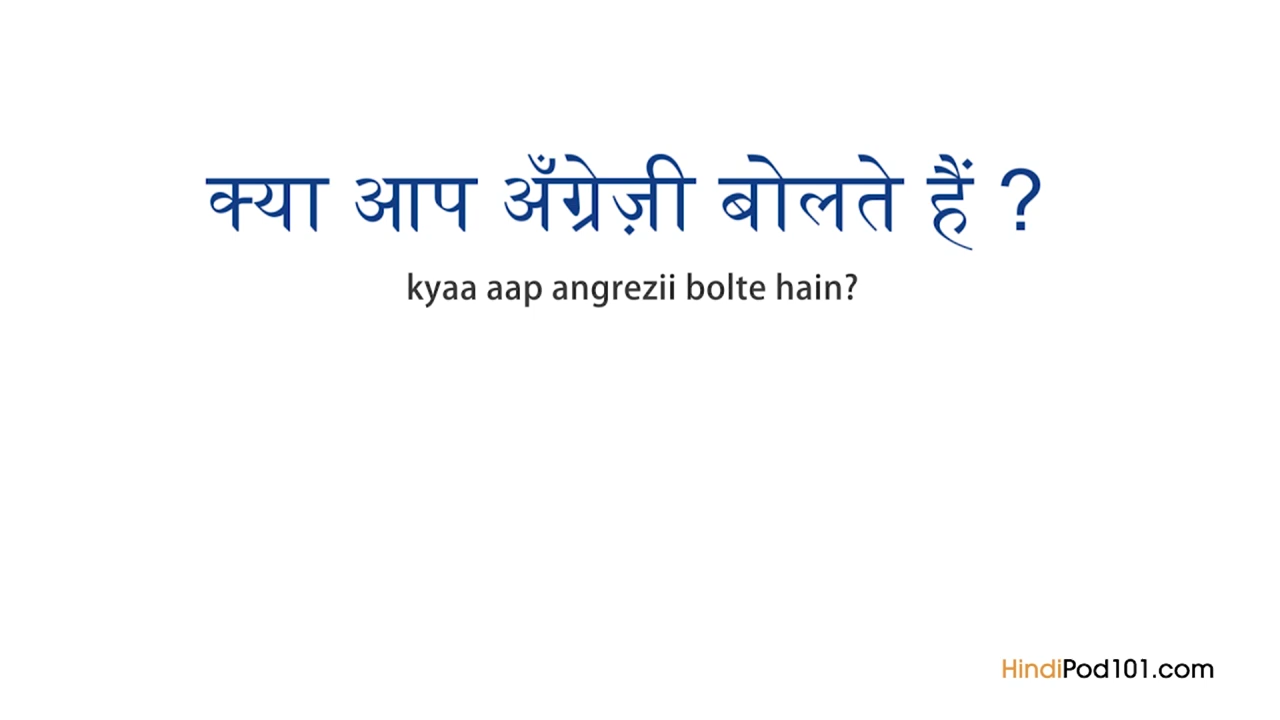 क्या आप अँग्रेज़ी बोलते हैं ?
kyaa aap angrezii bolte hain?
HindiPod101.com